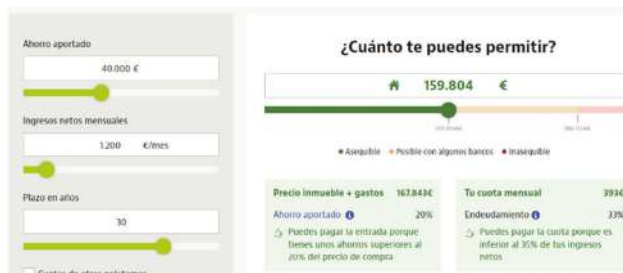 Ahorro aportado
40.000 €
Ingresos netos mensuales
1.200 €/mes
Plazo en años
30
¿Cuánto te puedes permitir?
159.804 €
Asequible
Posible con algunos bancos
Inasequible
Precio inmueble + gastos 167.843€
Ahorro aportado 20%
Puedes pagar la entrada porque
tienes unos ahorros superiores al
20% del precio de compra
Tu cuota mensual 393€
Endeudamiento 33%
Puedes pagar la cuota porque es
inferior al 35% de tus ingresos
netos